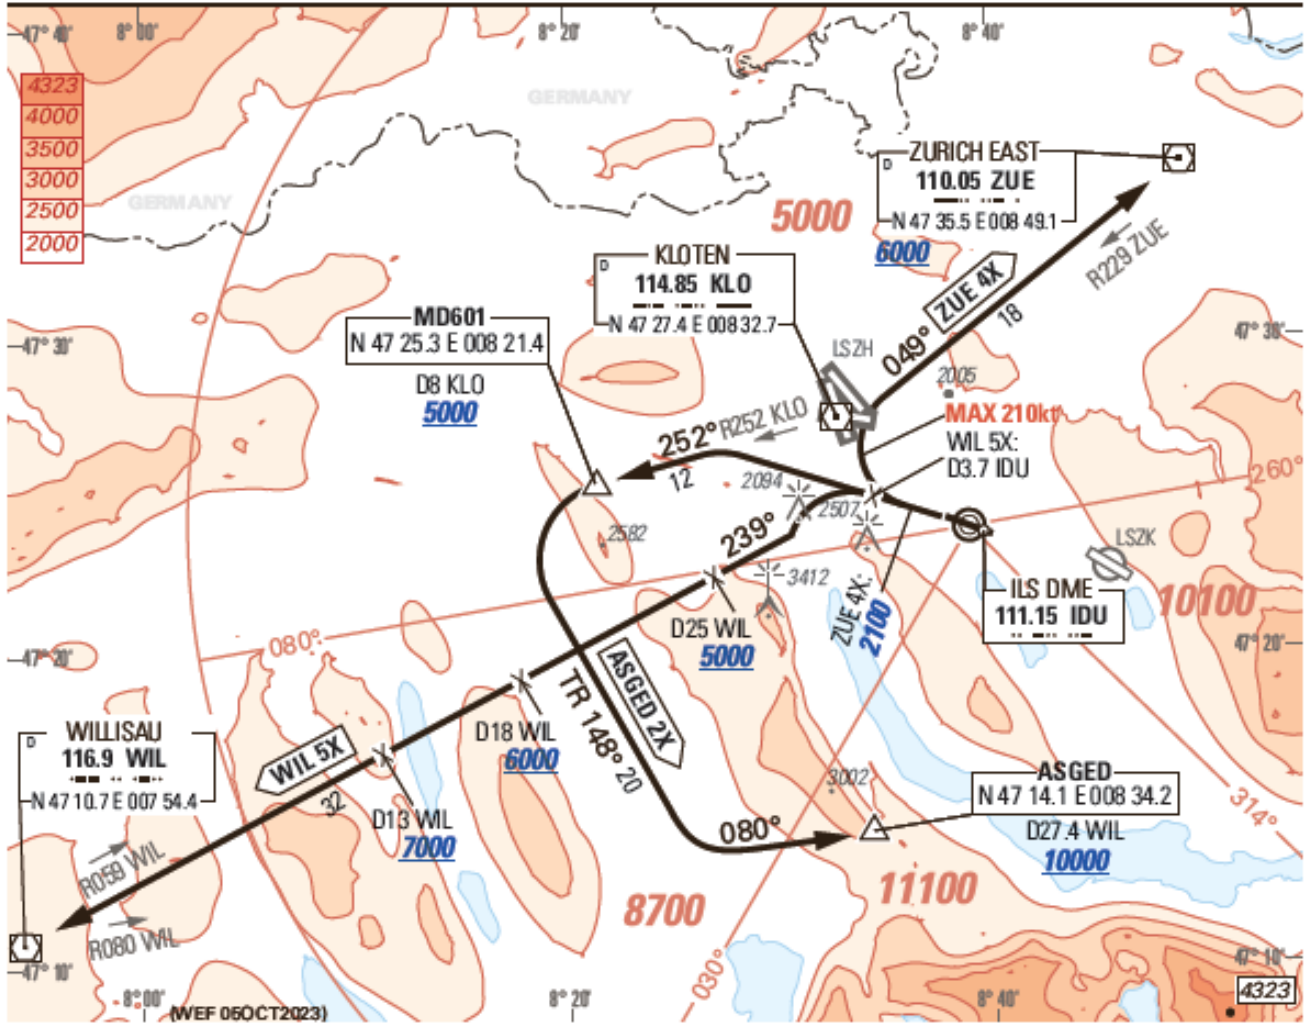 47° 40'
8° 00'
8° 20'
8° 40'
4323
4000
3500
3000
2500
2000
GERMANY
GERMANY
ZURICH EAST
D
110.05 ZUE
N 47 35.5 E 008 49.1
5000
6000
R229 ZUE
KLOTEN
D
114.85 KLO
N 47 27.4 E 008 32.7
ZUE 4X
18
049°
MD601
N 47 25.3 E 008 21.4
D8 KLO
5000
47° 30'
47° 30'
LSZH
2005
MAX 210kt
WIL 5X:
D3.7 IDU
252°
R252 KLO
12
2094
2507
260°
239°
2582
3412
LSZK
ILS DME
111.15 IDU
10100
ZUE 4X:
2100
080°
D25 WIL
5000
47° 20'
47° 20'
ASGED 2X
TR 148°
20
WILLISAU
D
116.9 WIL
N 47 10.7 E 007 54.4
WIL 5X
32
D18 WIL
6000
D13 WIL
7000
3002
ASGED
N 47 14.1 E 008 34.2
D27.4 WIL
10000
314°
080°
R059 WIL
R080 WIL
8700
11100
030°
47° 10'
47° 10'
4323
8° 00'
8° 20'
8° 40'
(WEF 05OCT2023)